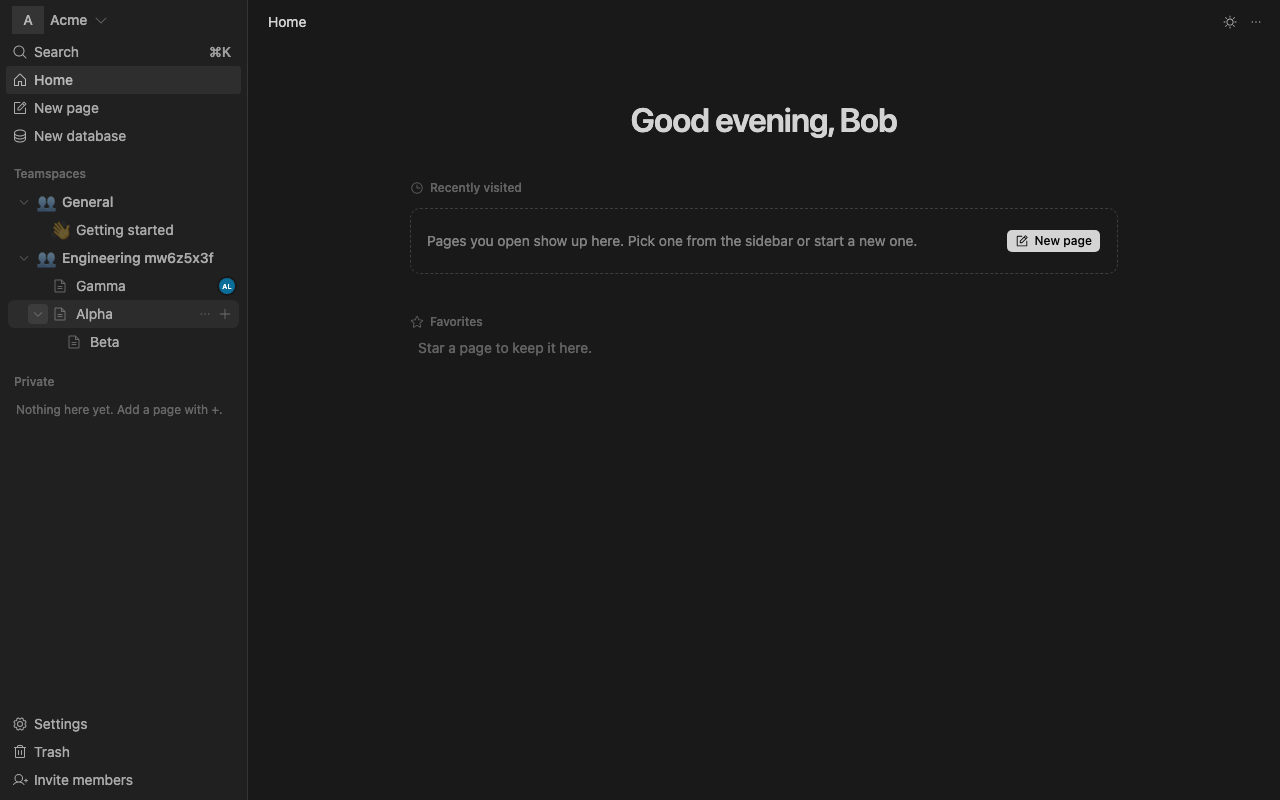 A Acme
Search ⌘K
Home
New page
New database
Teamspaces
General
Getting started
Engineering mw6z5x3f
Gamma AL
Alpha
Beta
Private
Nothing here yet. Add a page with +.
Settings
Trash
Invite members
Home
Good evening, Bob
Recently visited
Pages you open show up here. Pick one from the sidebar or start a new one. New page
Favorites
Star a page to keep it here.